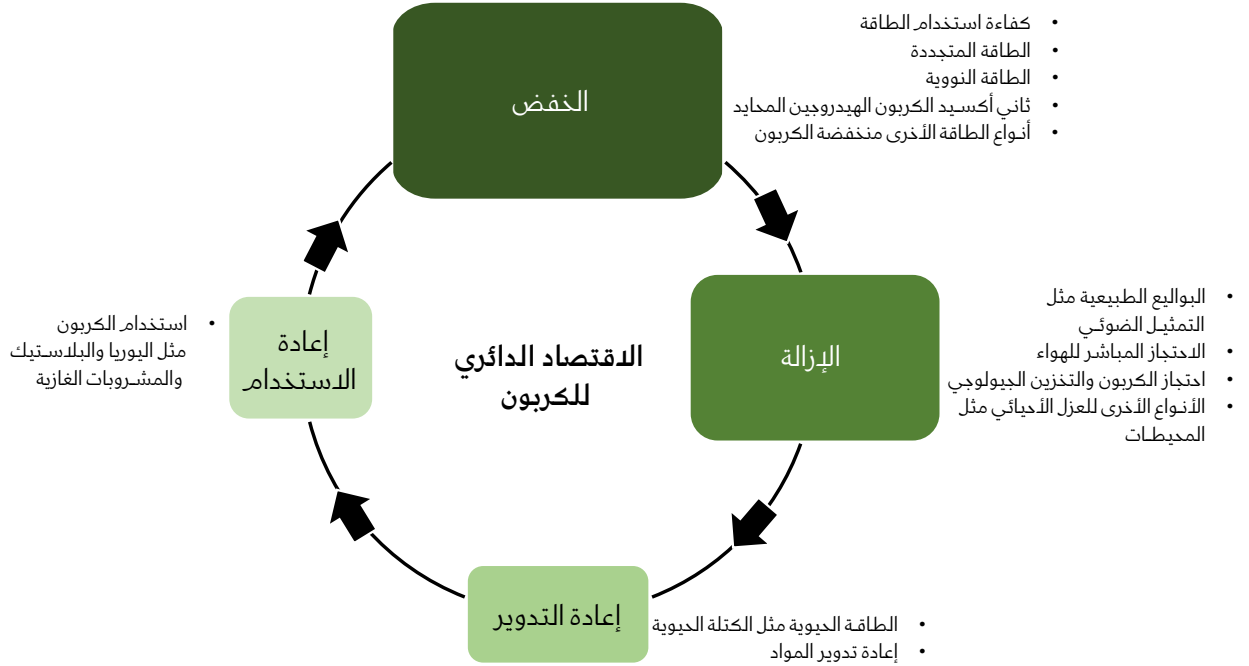 الخفض
• كفاءة استخدام الطاقة
• الطاقة المتجددة
• الطاقة النووية
• ثاني أكسيد الكربون الهيدروجين المحايد
• أنواع الطاقة الأخرى منخفضة الكربون
الإزالة
• البواليع الطبيعية مثل
التمثيل الضوئي
• الاحتجاز المباشر للهواء
• احتجاز الكربون والتخزين الجيولوجي
• الأنواع الأخرى للعزل الأحيائي مثل
المحيطات
إعادة التدوير
• الطاقة الحيوية مثل الكتلة الحيوية
• إعادة تدوير المواد
إعادة
الاستخدام
• استخدام الكربون
مثل اليوريا والبلاستيك
والمشروبات الغازية
الاقتصاد الدائري
للكربون